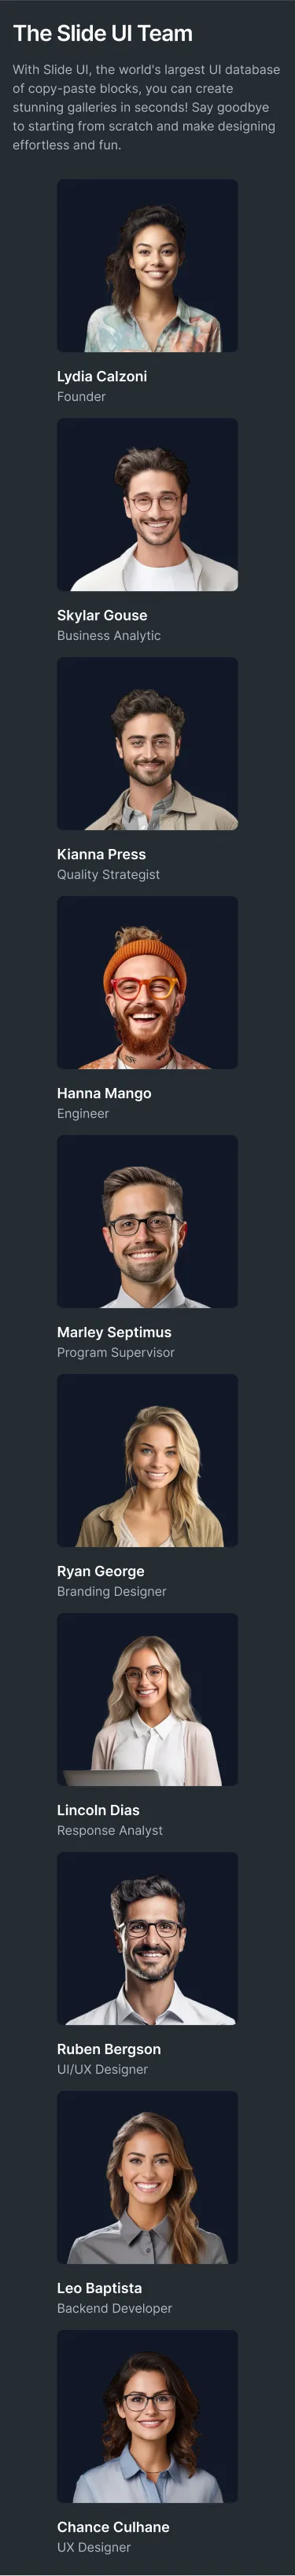 The Slide UI Team
With Slide UI, the world's largest UI database
of copy-paste blocks, you can create
stunning galleries in seconds! Say goodbye
to starting from scratch and make designing
effortless and fun.
Lydia Calzoni
Founder
Skylar Gouse
Business Analytic
Kianna Press
Quality Strategist
Hanna Mango
Engineer
Marley Septimus
Program Supervisor
Ryan George
Branding Designer
Lincoln Dias
Response Analyst
Ruben Bergson
UI/UX Designer
Leo Baptista
Backend Developer
Chance Culhane
UX Designer